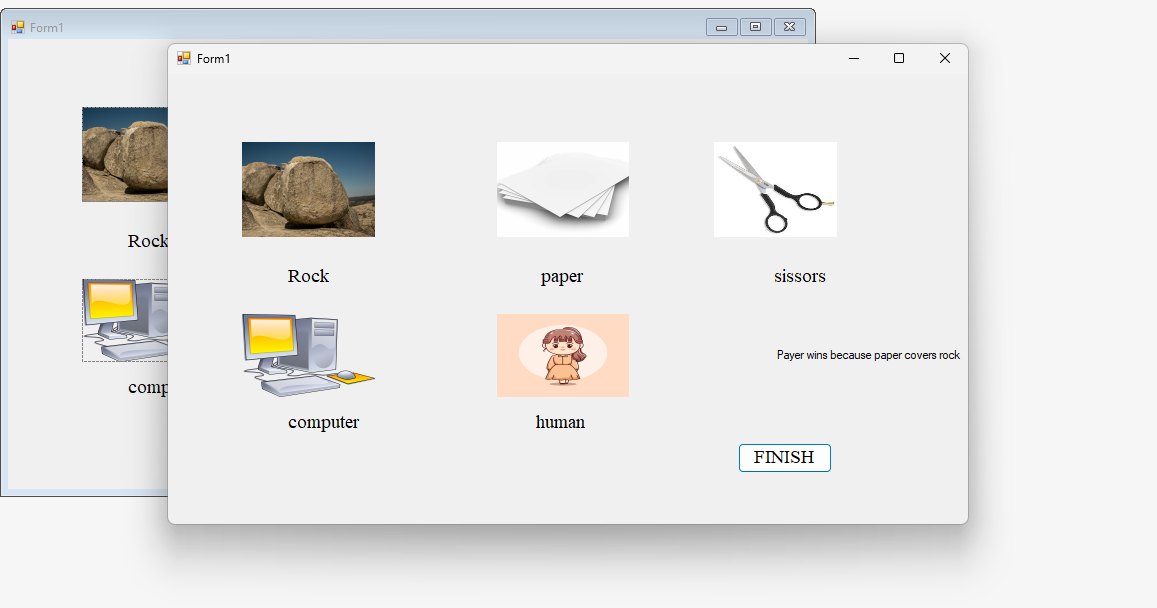 Form1
Form1
Rock
Rock
paper
sissors
comp
computer
human
Payer wins because paper covers rock
FINISH